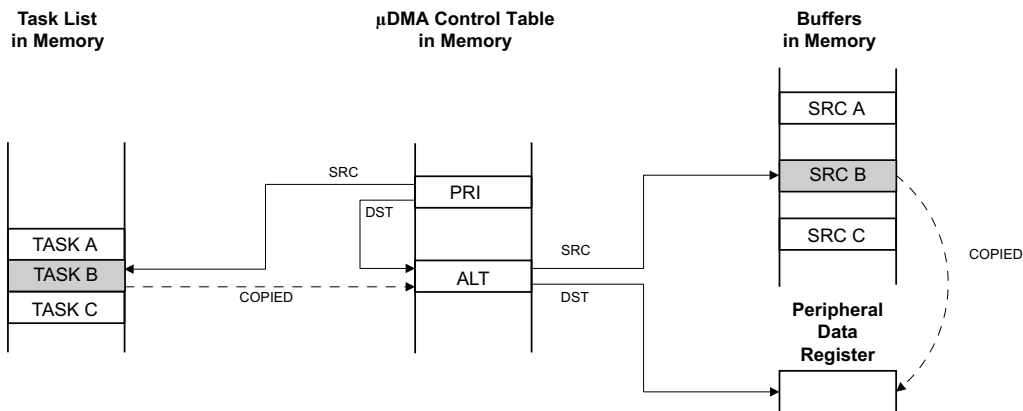 Task List
in Memory
µDMA Control Table
in Memory
Buffers
in Memory
SRC A
SRC
PRI
SRC B
DST
SRC C
TASK A
SRC
COPIED
TASK B
ALT
COPIED
DST
TASK C
Peripheral
Data
Register